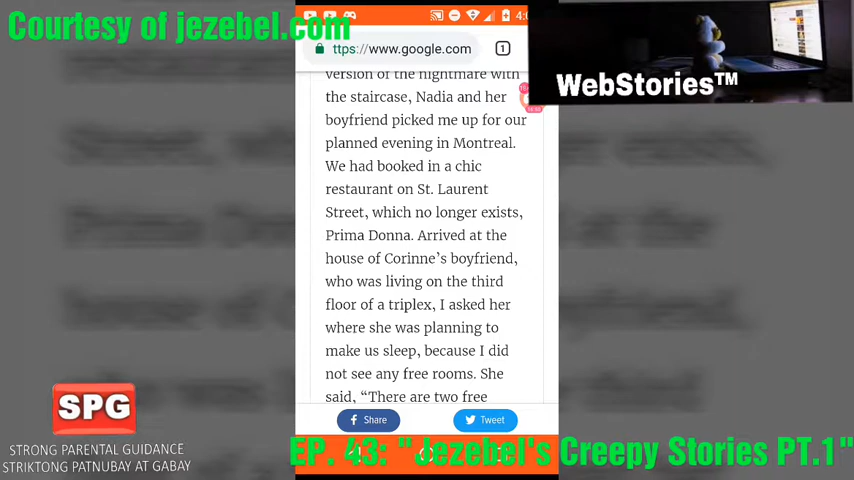 Courtesy of jezebel.com
ttps://www.google.com
1
WebStories™
version of the nightmare with
the staircase, Nadia and her
boyfriend picked me up for our
planned evening in Montreal.
We had booked in a chic
restaurant on St. Laurent
Street, which no longer exists,
Prima Donna. Arrived at the
house of Corinne’s boyfriend,
who was living on the third
floor of a triplex, I asked her
where she was planning to
make us sleep, because I did
not see any free rooms. She
said, “There are two free
Share
Tweet
SPG
STRONG PARENTAL GUIDANCE
STRIKTONG PATNUBAY AT GABAY
EP. 43: "Jezebel's Creepy Stories PT.1"